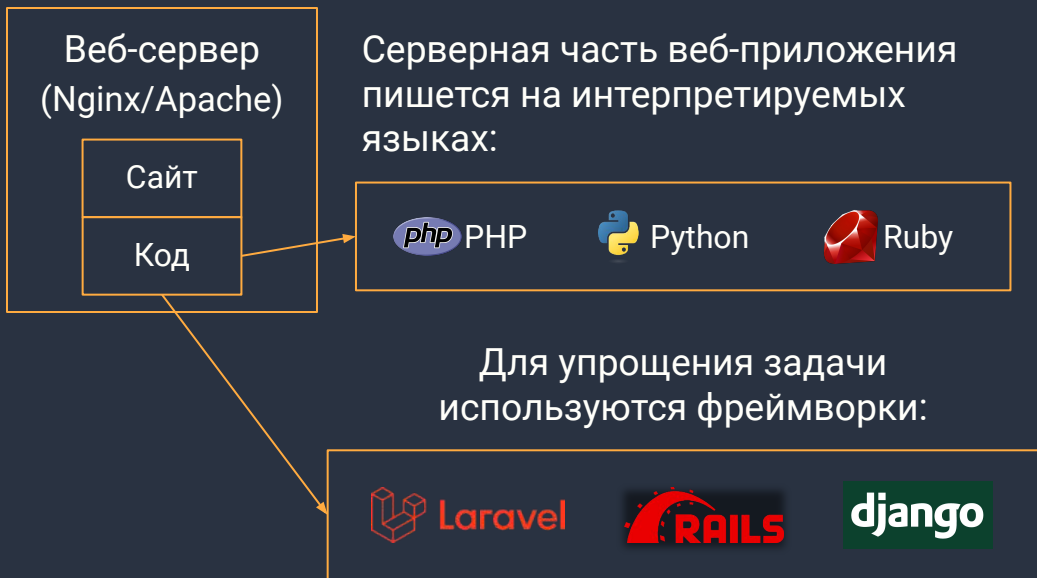 Веб-сервер
(Nginx/Apache)
Сайт
Код
Серверная часть веб-приложения
пишется на интерпретируемых
языках:
php PHP
Python
Ruby
Для упрощения задачи
используются фреймворки:
Laravel
RAILS
django